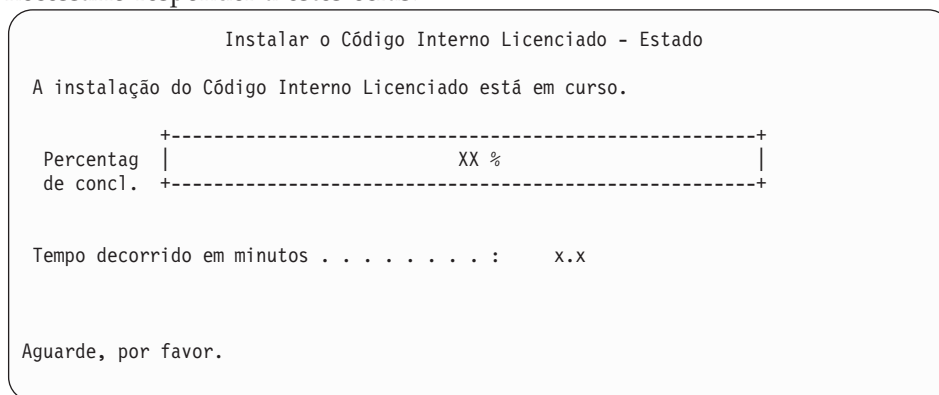 Instalar o Código Interno Licenciado - Estado
A instalação do Código Interno Licenciado está em curso.
+-------------------------------------------------------+
Percentag | XX % |
de concl. +-------------------------------------------------------+
Tempo decorrido em minutos . . . . . . . . : x.x
Aguarde, por favor.